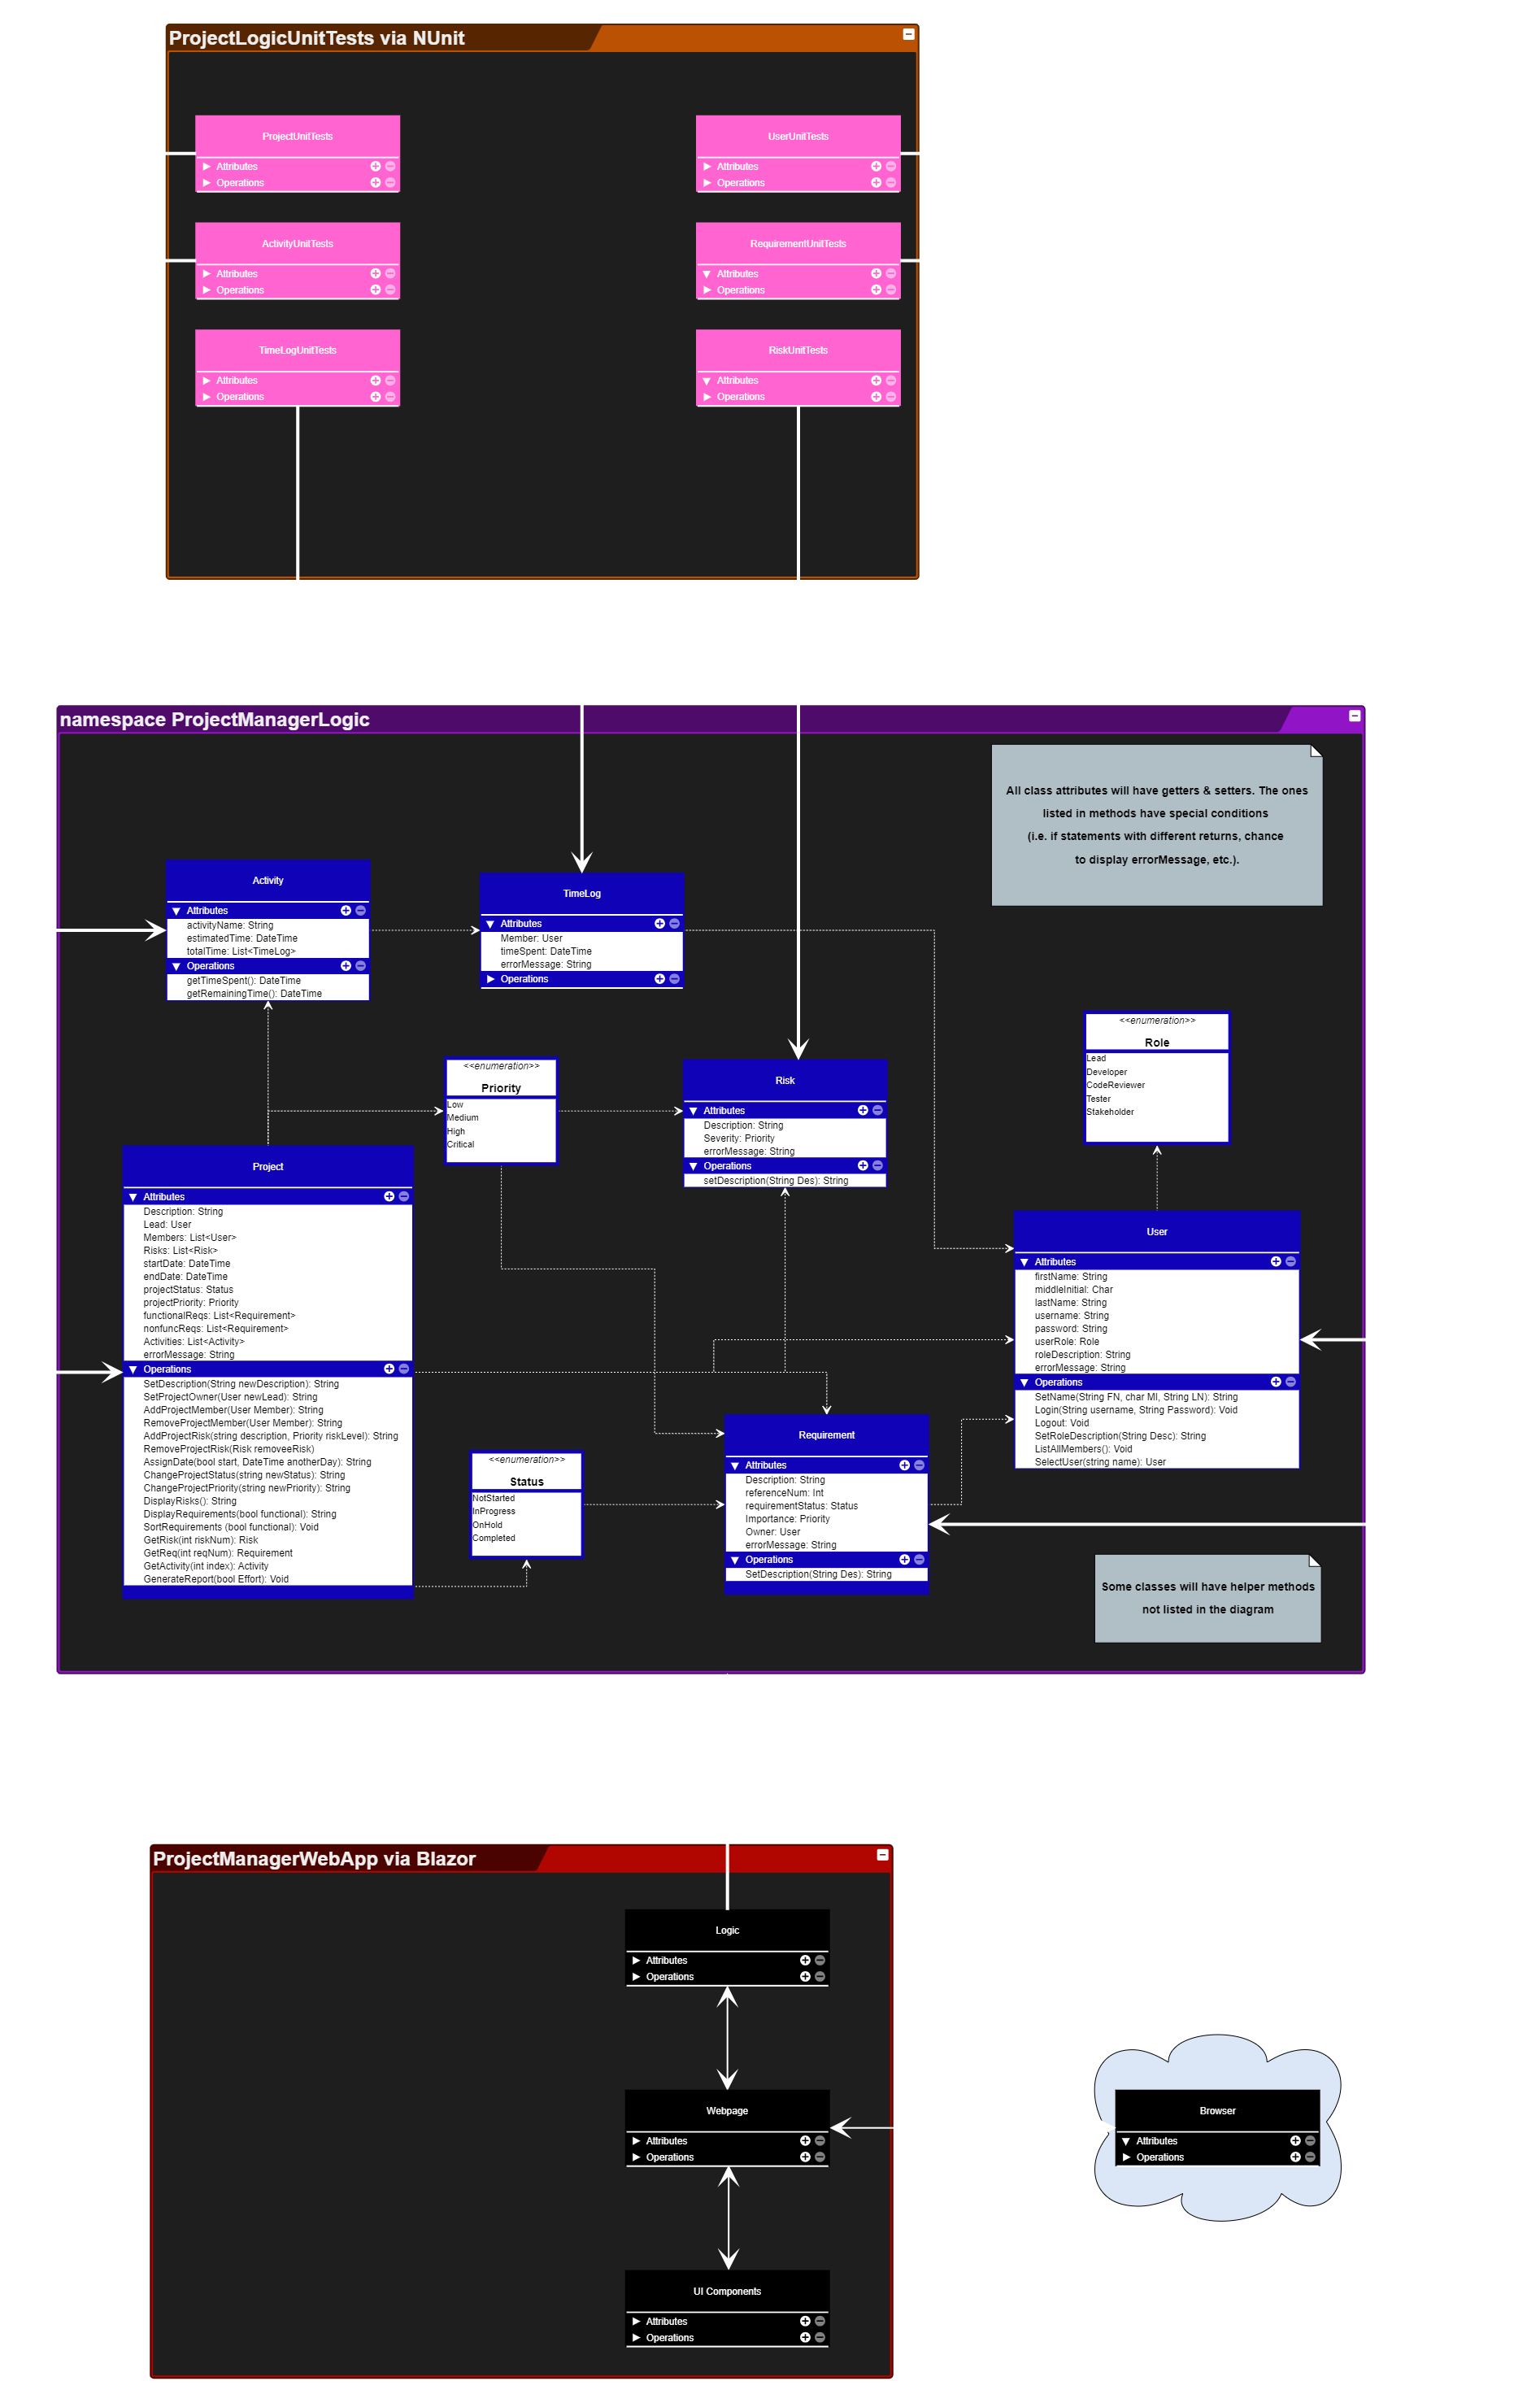 ProjectLogicUnitTests via NUnit
ProjectUnitTests
Attributes
Operations
UserUnitTests
Attributes
Operations
ActivityUnitTests
Attributes
Operations
RequirementUnitTests
Attributes
Operations
TimeLogUnitTests
Attributes
Operations
RiskUnitTests
Attributes
Operations
namespace ProjectManagerLogic
All class attributes will have getters & setters. The ones
listed in methods have special conditions
(i.e. if statements with different returns, chance
to display errorMessage, etc.).
Activity
Attributes
activityName: String
estimatedTime: DateTime
totalTime: List<TimeLog>
Operations
getTimeSpent(): DateTime
getRemainingTime(): DateTime
TimeLog
Attributes
Member: User
timeSpent: DateTime
errorMessage: String
Operations
<<enumeration>>
Role
Lead
Developer
CodeReviewer
Tester
Stakeholder
<<enumeration>>
Priority
Low
Medium
High
Critical
Risk
Attributes
Description: String
Severity: Priority
errorMessage: String
Operations
setDescription(String Des): String
Project
Attributes
Description: String
Lead: User
Members: List<User>
Risks: List<Risk>
startDate: DateTime
endDate: DateTime
projectStatus: Status
projectPriority: Priority
functionalReqs: List<Requirement>
nonfuncReqs: List<Requirement>
Activities: List<Activity>
errorMessage: String
Operations
SetDescription(String newDescription): String
SetProjectOwner(User newLead): String
AddProjectMember(User Member): String
RemoveProjectMember(User Member): String
AddProjectRisk(string description, Priority riskLevel): String
RemoveProjectRisk(Risk removeeRisk)
AssignDate(bool start, DateTime anotherDay): String
ChangeProjectStatus(string newStatus): String
ChangeProjectPriority(string newPriority): String
DisplayRisks(): String
DisplayRequirements(bool functional): String
SortRequirements (bool functional): Void
GetRisk(int riskNum): Risk
GetReq(int reqNum): Requirement
GetActivity(int index): Activity
GenerateReport(bool Effort): Void
User
Attributes
firstName: String
middleInitial: Char
lastName: String
username: String
password: String
userRole: Role
roleDescription: String
errorMessage: String
Operations
SetName(String FN, char MI, String LN): String
Login(String username, String Password): Void
Logout: Void
SetRoleDescription(String Desc): String
ListAllMembers(): Void
SelectUser(string name): User
<<enumeration>>
Status
NotStarted
InProgress
OnHold
Completed
Requirement
Attributes
Description: String
referenceNum: Int
requirementStatus: Status
Importance: Priority
Owner: User
errorMessage: String
Operations
SetDescription(String Des): String
Some classes will have helper methods
not listed in the diagram
ProjectManagerWebApp via Blazor
Logic
Attributes
Operations
Webpage
Attributes
Operations
Browser
Attributes
Operations
UI Components
Attributes
Operations